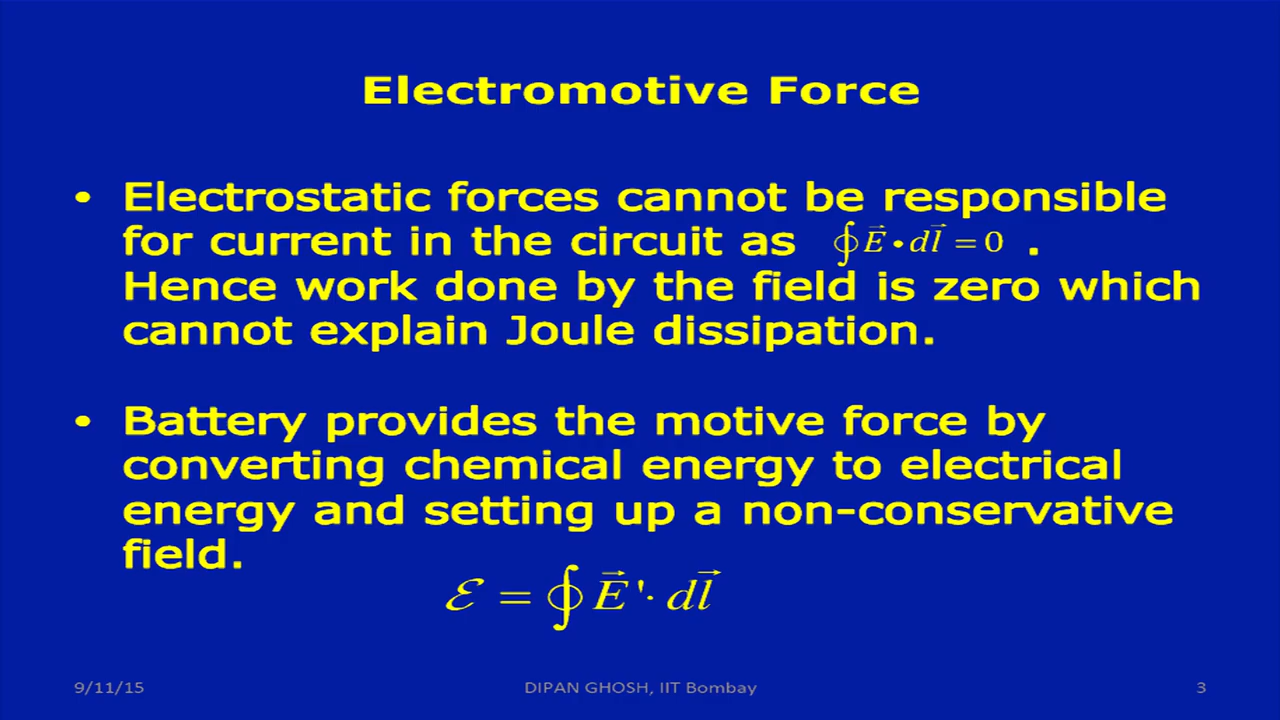 Electromotive Force
• Electrostatic forces cannot be responsible
for current in the circuit as ∮E⃗•dl⃗ = 0 .
Hence work done by the field is zero which
cannot explain Joule dissipation.
• Battery provides the motive force by
converting chemical energy to electrical
energy and setting up a non-conservative
field.
ℰ = ∮E⃗'· dl⃗
9/11/15 DIPAN GHOSH, IIT Bombay 3